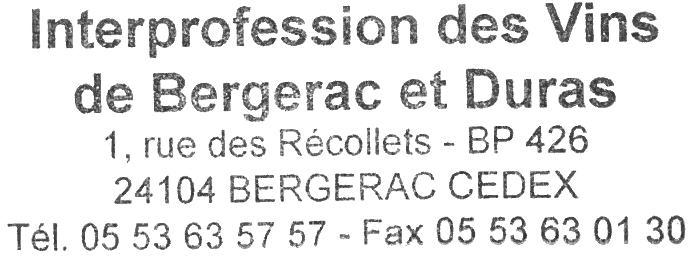 Interprofession des Vins
de Bergerac et Duras
1, rue des Récollets - BP 426
24104 BERGERAC CEDEX
Tél. 05 53 63 57 57 - Fax 05 53 63 01 30